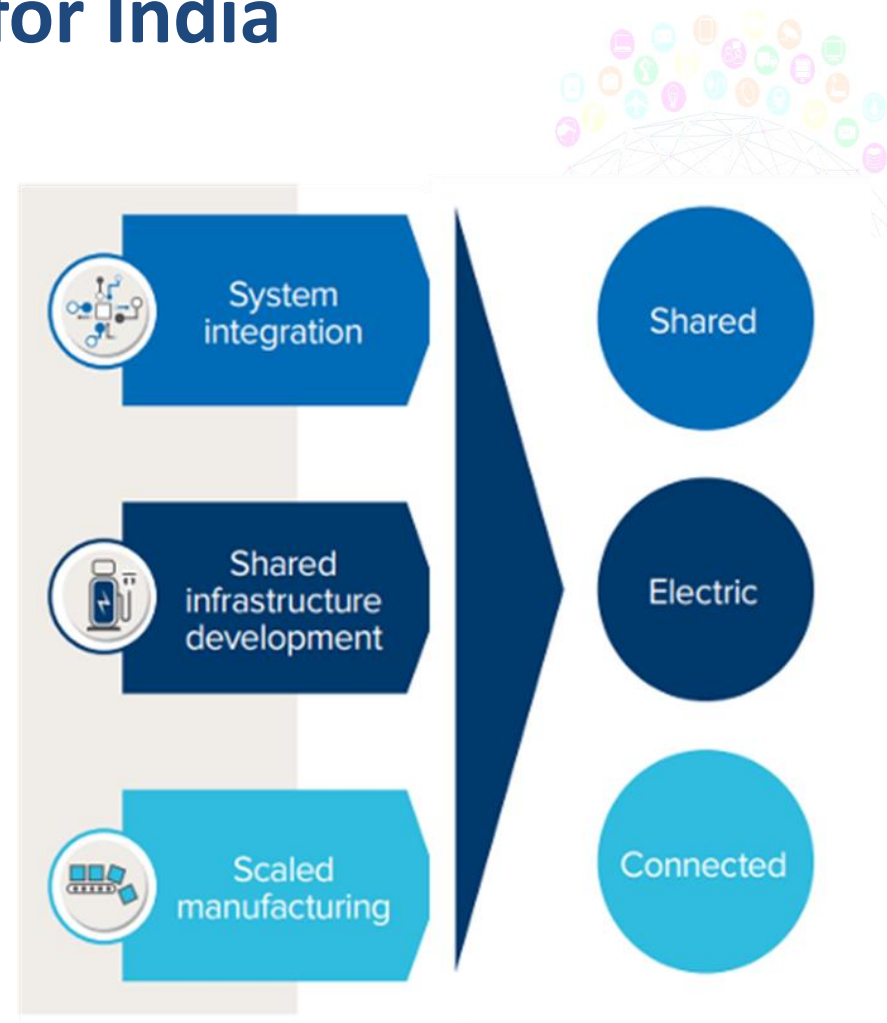 for India
System
integration
Shared
infrastructure
development
Scaled
manufacturing
Shared
Electric
Connected